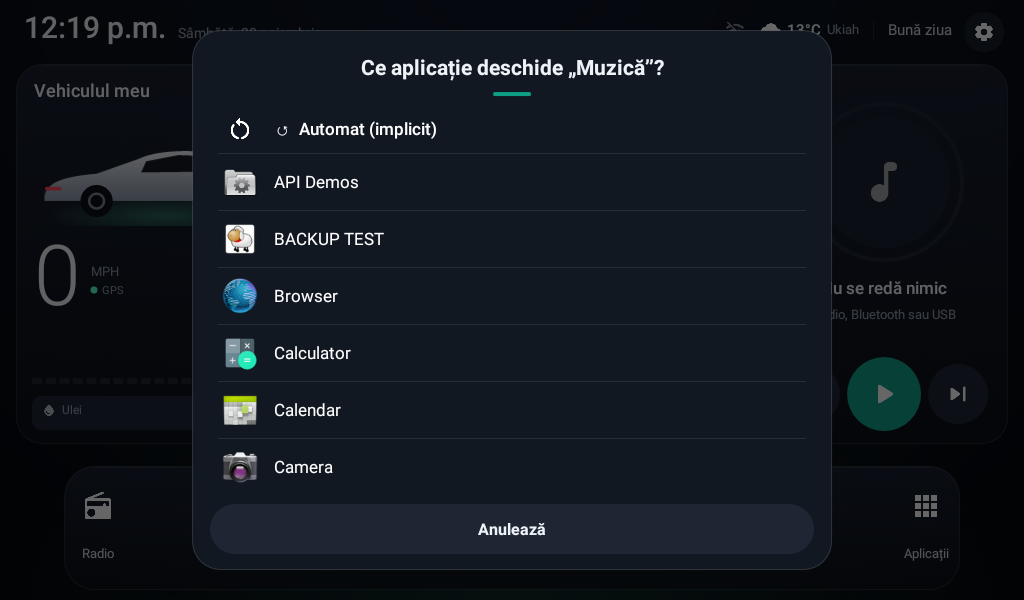 12:19 p.m.
13°C Ukiah
Bună ziua
Ce aplicație deschide „Muzică”?
Vehiculul meu
Automat (implicit)
API Demos
BACKUP TEST
Browser
Calculator
Calendar
Camera
Anulează
0
MPH
GPS
Ulei
se redă nimic
Bluetooth sau USB
Radio
Aplicații